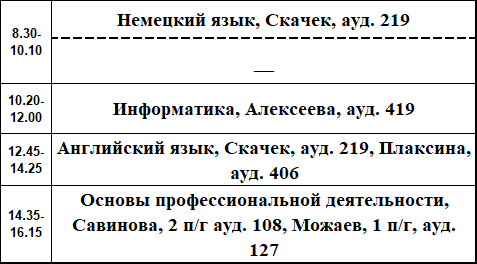 8.30-
10.10
Немецкий язык, Скачек, ауд. 219
—
10.20-
12.00
Информатика, Алексеева, ауд. 419
12.45-
14.25
Английский язык, Скачек, ауд. 219, Плаксина,
ауд. 406
14.35-
16.15
Основы профессиональной деятельности,
Савинова, 2 п/г ауд. 108, Можаев, 1 п/г, ауд.
127